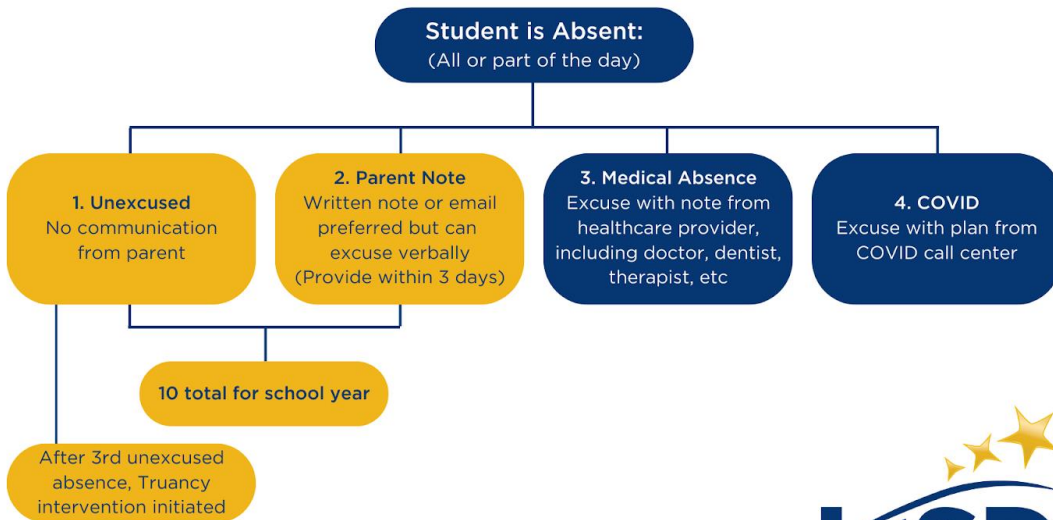 Student is Absent:
(All or part of the day)
1. Unexcused
No communication
from parent
2. Parent Note
Written note or email
preferred but can
excuse verbally
(Provide within 3 days)
3. Medical Absence
Excuse with note from
healthcare provider,
including doctor, dentist,
therapist, etc
4. COVID
Excuse with plan from
COVID call center
10 total for school year
After 3rd unexcused
absence, Truancy
intervention initiated